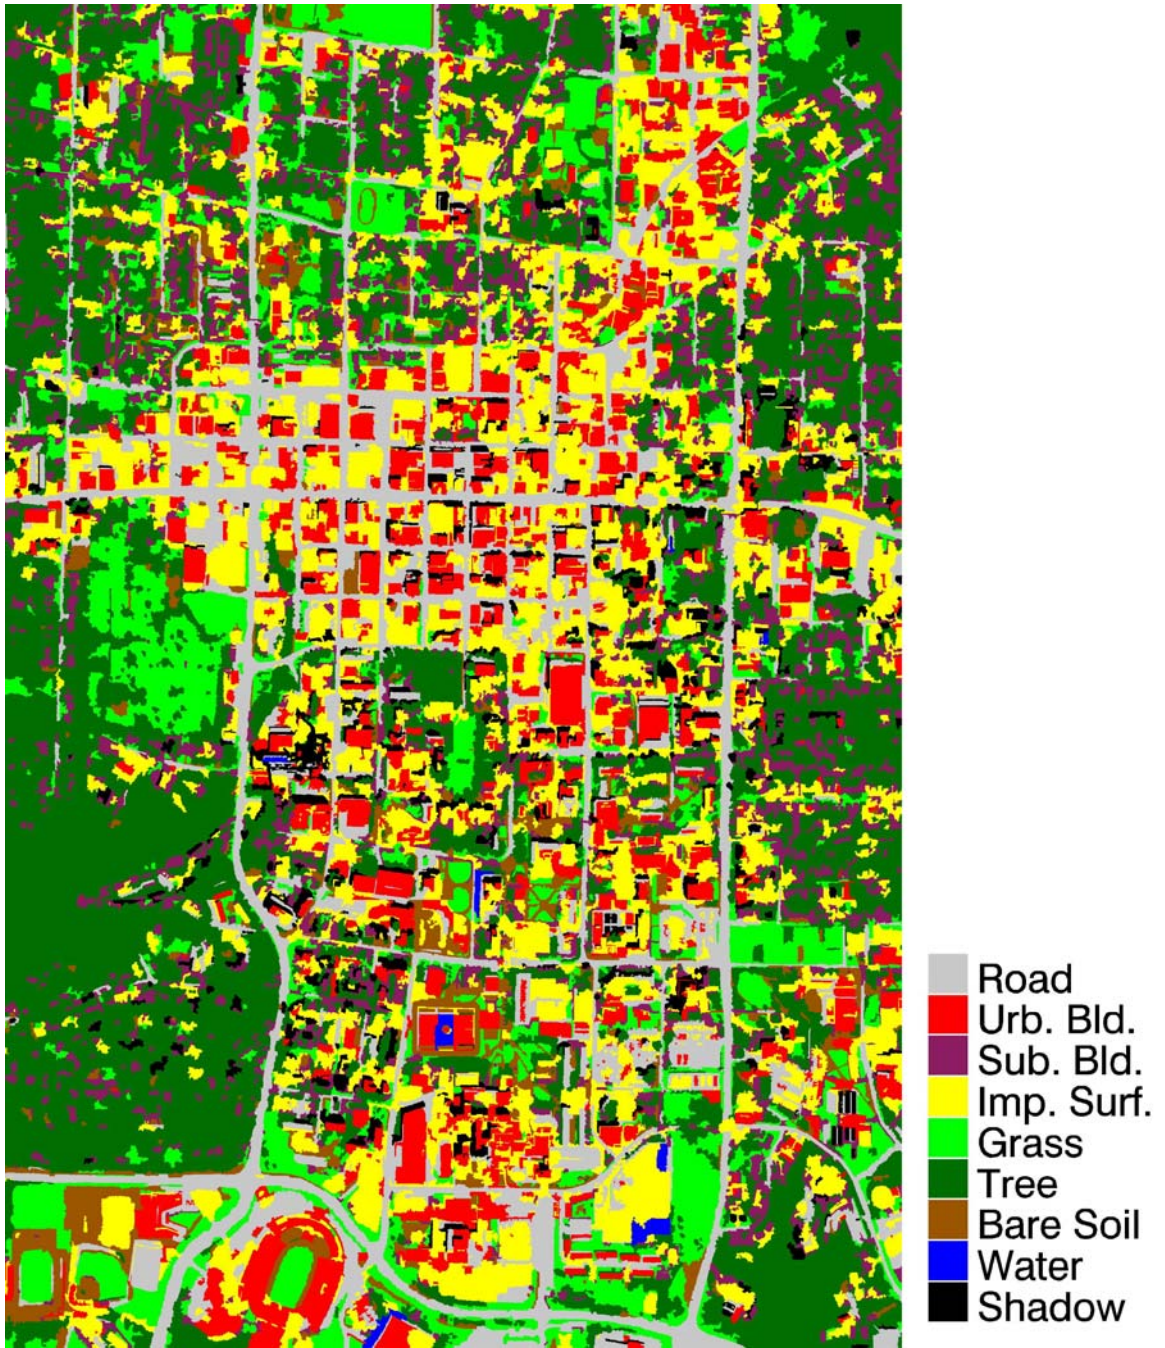 Road
Urb. Bld.
Sub. Bld.
Imp. Surf.
Grass
Tree
Bare Soil
Water
Shadow